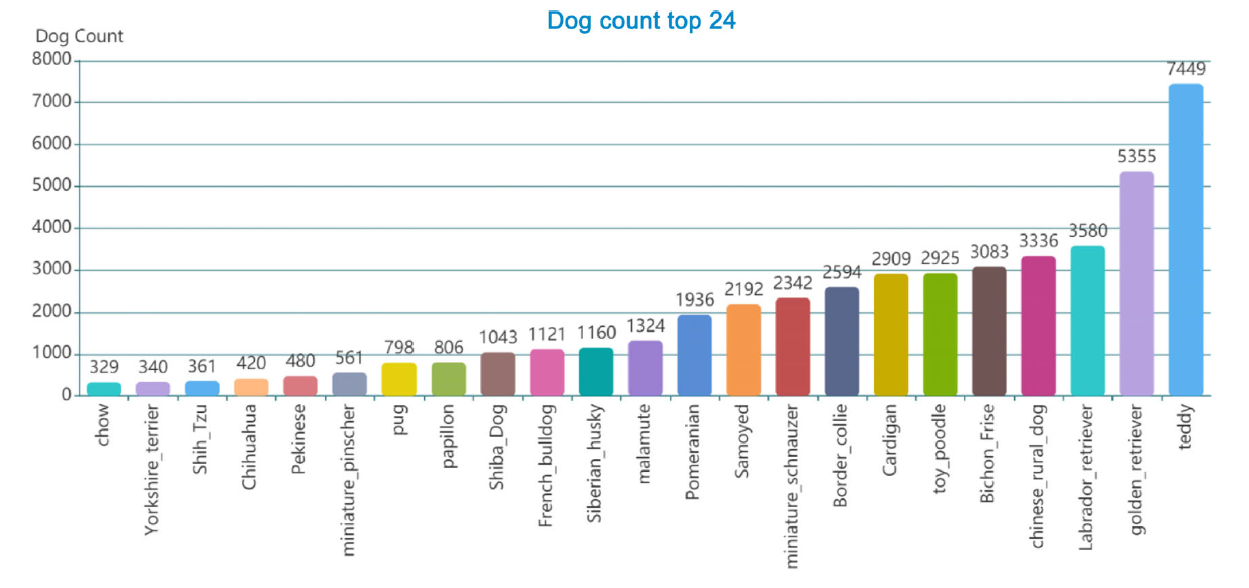 Dog count top 24
Dog Count
8000
7000
6000
5000
4000
3000
2000
1000
0
329
340
361
420
480
561
798
806
1043
1121
1160
1324
1936
2192
2342
2594
2909
2925
3083
3336
3580
5355
7449
chow
Yorkshire_terrier
Shih_Tzu
Chihuahua
Pekinese
miniature_pinscher
pug
papillon
Shiba_Dog
French_bulldog
Siberian_husky
malamute
Pomeranian
Samoyed
miniature_schnauzer
Border_collie
Cardigan
toy_poodle
Bichon_Frise
chinese_rural_dog
Labrador_retriever
golden_retriever
teddy